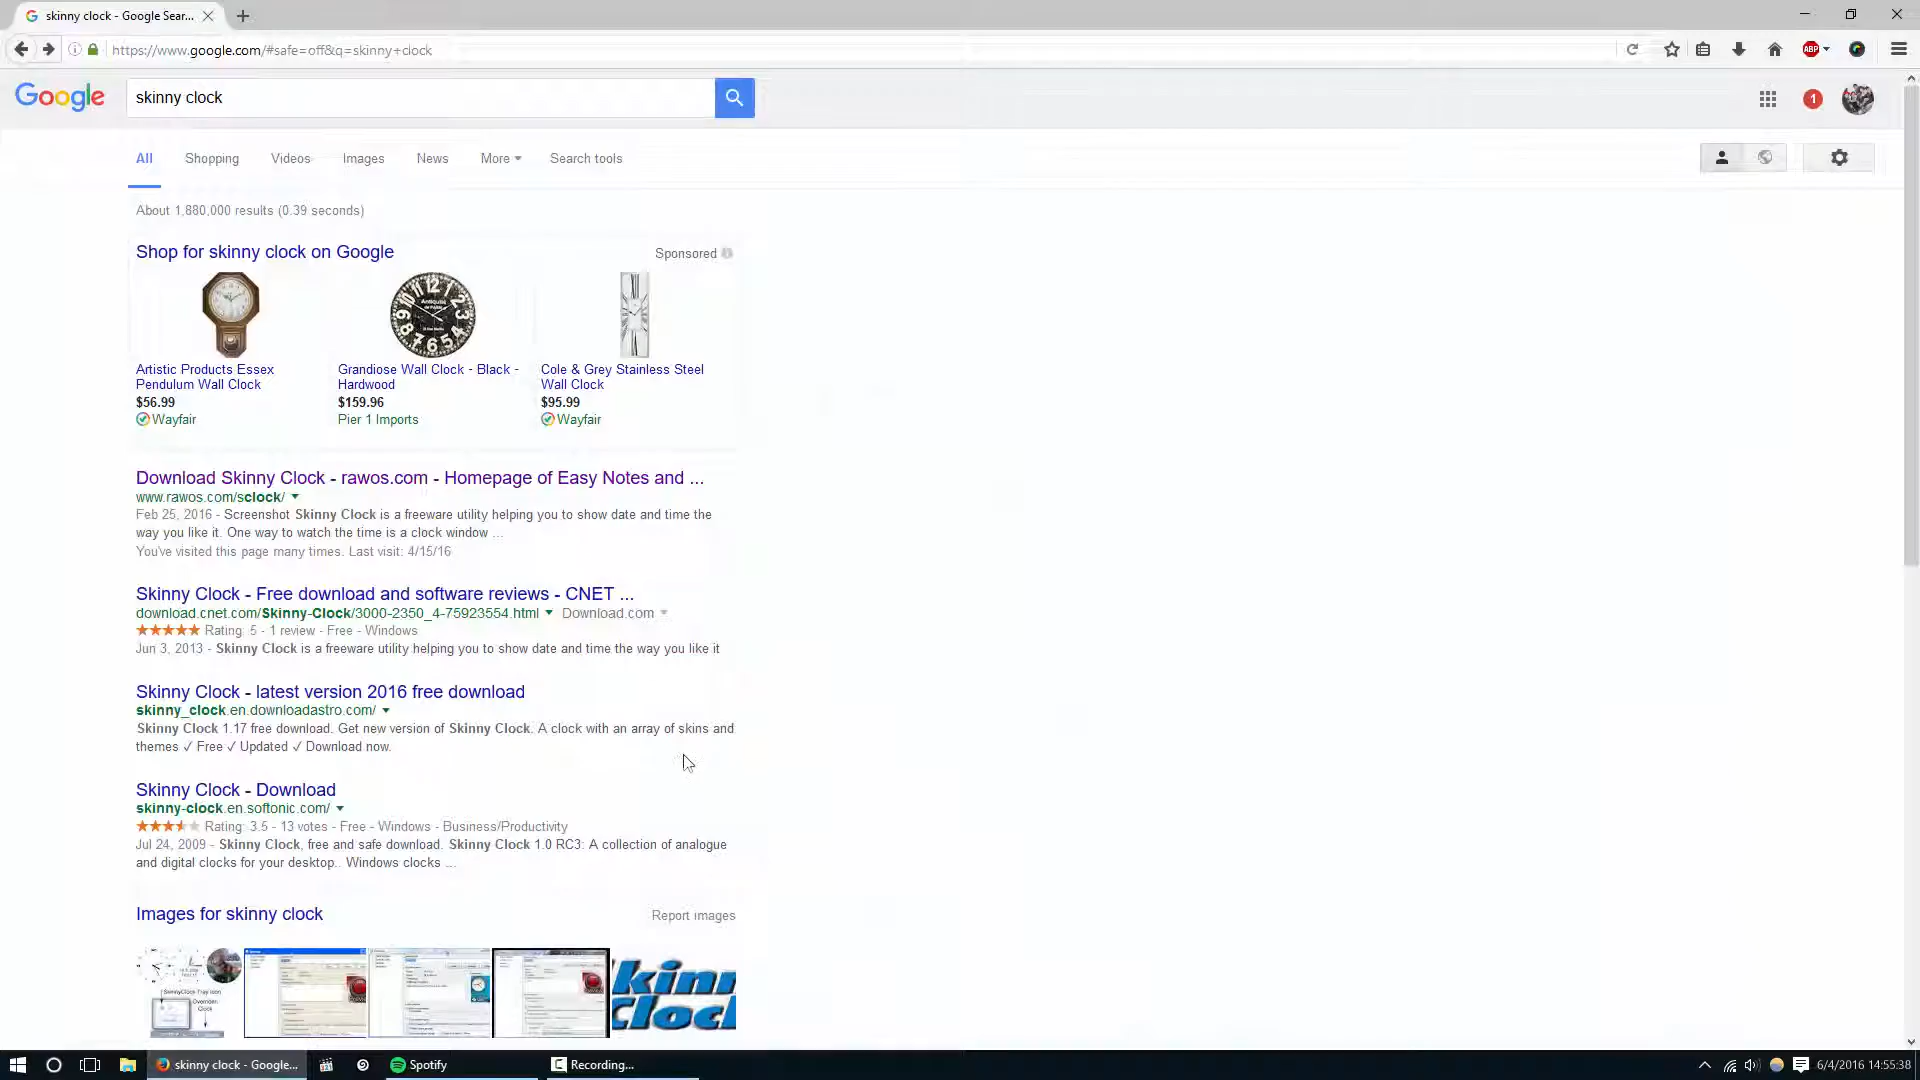 skinny clock - Google Sear...
https://www.google.com/#safe=off&q=skinny+clock
ABP
Google
skinny clock
1
All
Shopping
Videos
Images
News
More
Search tools
About 1,880,000 results (0.39 seconds)
Shop for skinny clock on Google
Sponsored
Artistic Products Essex
Pendulum Wall Clock
$56.99
Wayfair
Grandiose Wall Clock - Black -
Hardwood
$159.96
Pier 1 Imports
Cole & Grey Stainless Steel
Wall Clock
$95.99
Wayfair
Download Skinny Clock - rawos.com - Homepage of Easy Notes and ...
www.rawos.com/sclock/
Feb 25, 2016 - Screenshot Skinny Clock is a freeware utility helping you to show date and time the
way you like it. One way to watch the time is a clock window ...
You've visited this page many times. Last visit: 4/15/16
Skinny Clock - Free download and software reviews - CNET ...
download.cnet.com/Skinny-Clock/3000-2350_4-75923554.html
Download.com
Rating: 5 - 1 review - Free - Windows
Jun 3, 2013 - Skinny Clock is a freeware utility helping you to show date and time the way you like it
Skinny Clock - latest version 2016 free download
skinny_clock.en.downloadastro.com/
Skinny Clock 1.17 free download. Get new version of Skinny Clock. A clock with an array of skins and
themes ✓ Free ✓ Updated ✓ Download now.
Skinny Clock - Download
skinny-clock.en.softonic.com/
Rating: 3.5 - 13 votes - Free - Windows - Business/Productivity
Jul 24, 2009 - Skinny Clock, free and safe download. Skinny Clock 1.0 RC3: A collection of analogue
and digital clocks for your desktop.. Windows clocks ...
Images for skinny clock
Report images
SkinnyClock Tray icon
Overriden
Clock
kinn
Cloc
skinny clock - Google...
Spotify
Recording...
6/4/2016 14:55:38